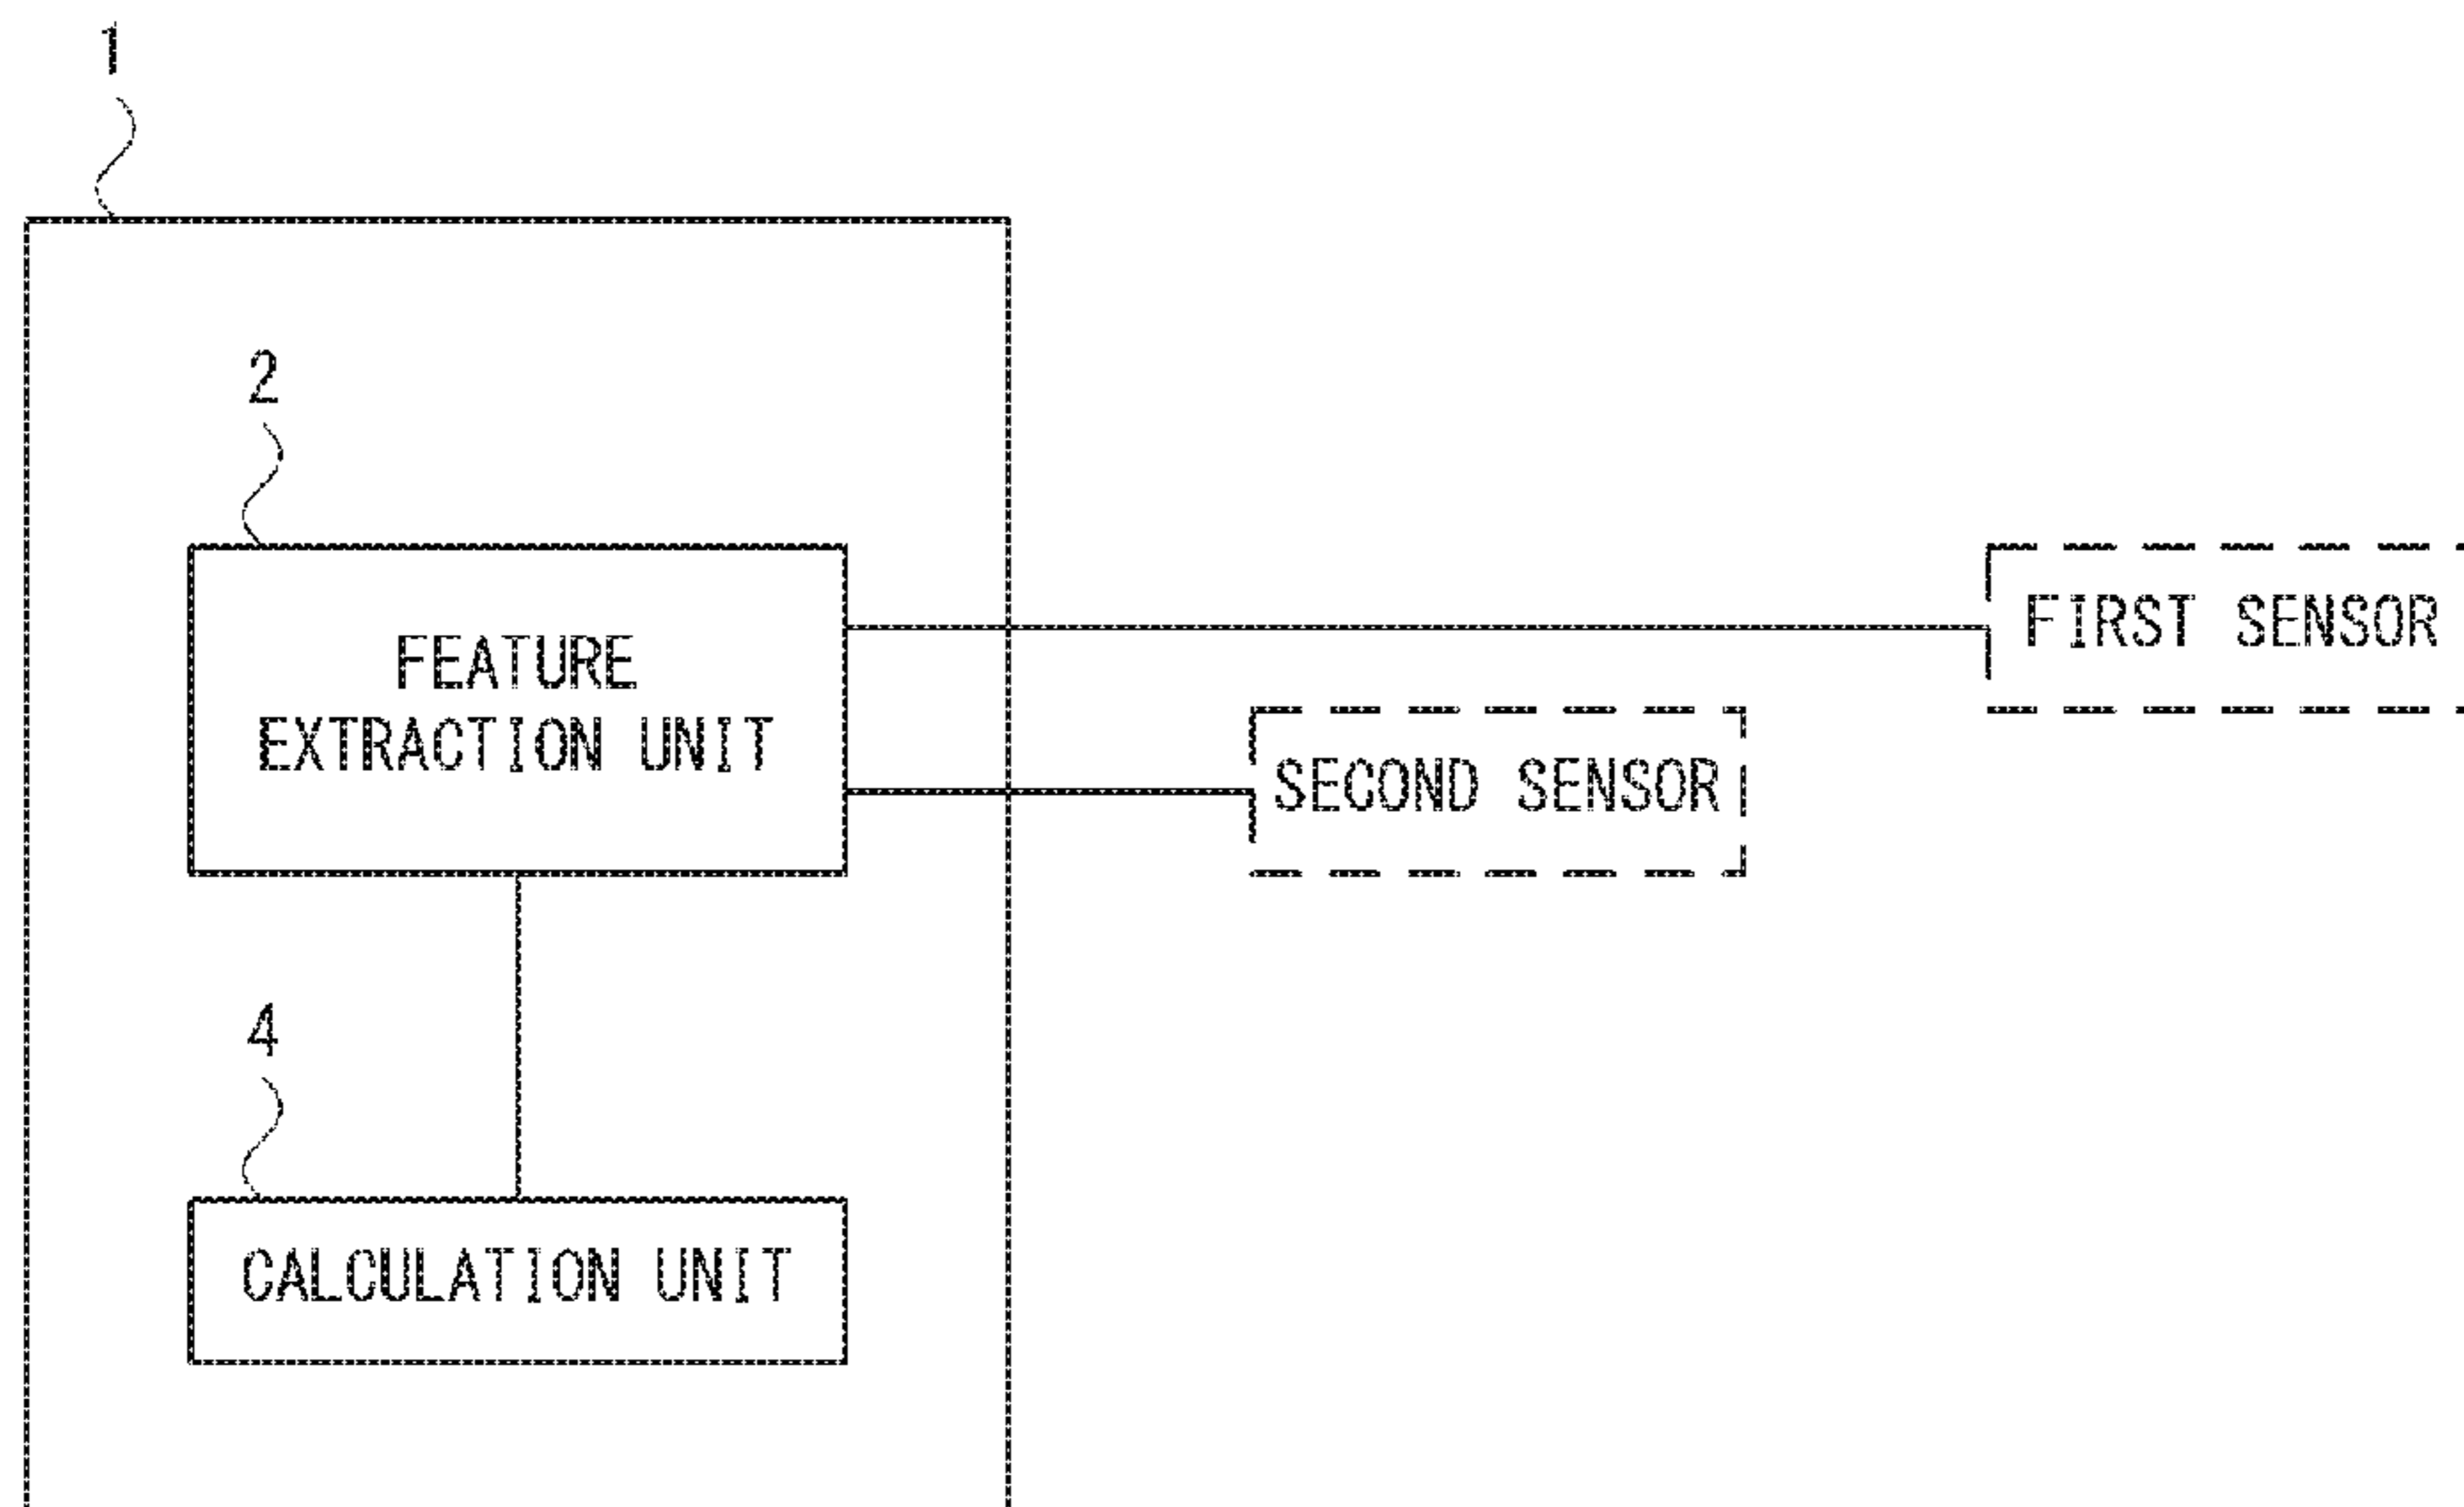 1
2
FEATURE
EXTRACTION UNIT
FIRST SENSOR
SECOND SENSOR
4
CALCULATION UNIT